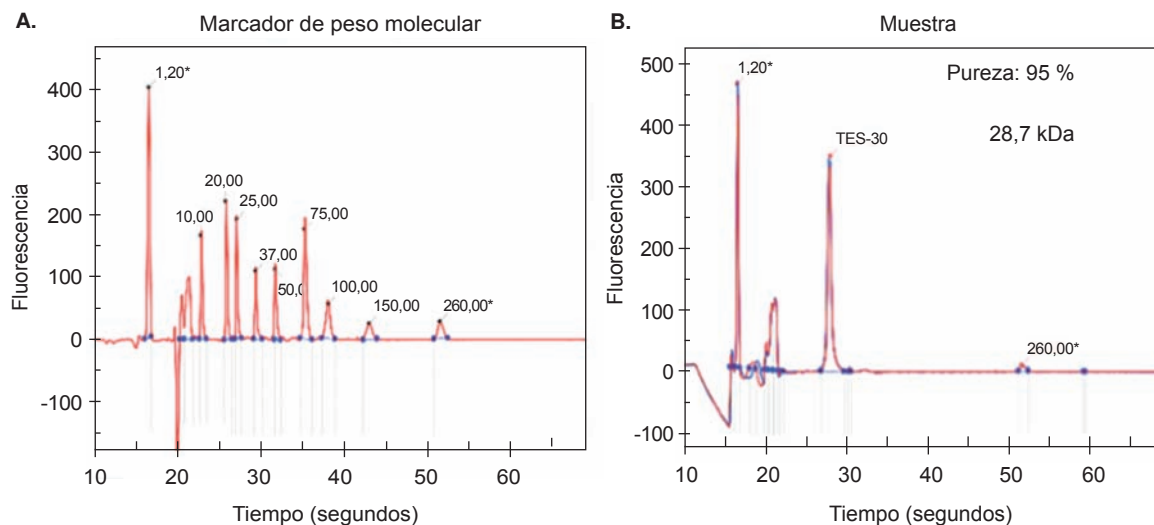 A.
Marcador de peso molecular
Fluorescencia
400
300
200
100
0
-100
1,20*
10,00
20,00
25,00
37,00
50,0
75,00
100,00
150,00
260,00*
10 20 30 40 50 60
Tiempo (segundos)
B.
Muestra
Pureza: 95 %
28,7 kDa
Fluorescencia
500
400
300
200
100
0
-100
1,20*
TES-30
260,00*
10 20 30 40 50 60
Tiempo (segundos)